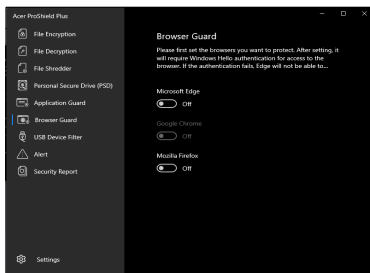 Acer ProShield Plus
File Encryption
File Decryption
File Shredder
Personal Secure Drive (PSD)
Application Guard
Browser Guard
USB Device Filter
Alert
Security Report
Settings
Browser Guard
Please first set the browsers you want to protect. After setting, it
will require Windows Hello authentication for access to the
browser. If the authentication fails, Edge will not be able to...
Microsoft Edge
Off
Google Chrome
Off
Mozilla Firefox
Off